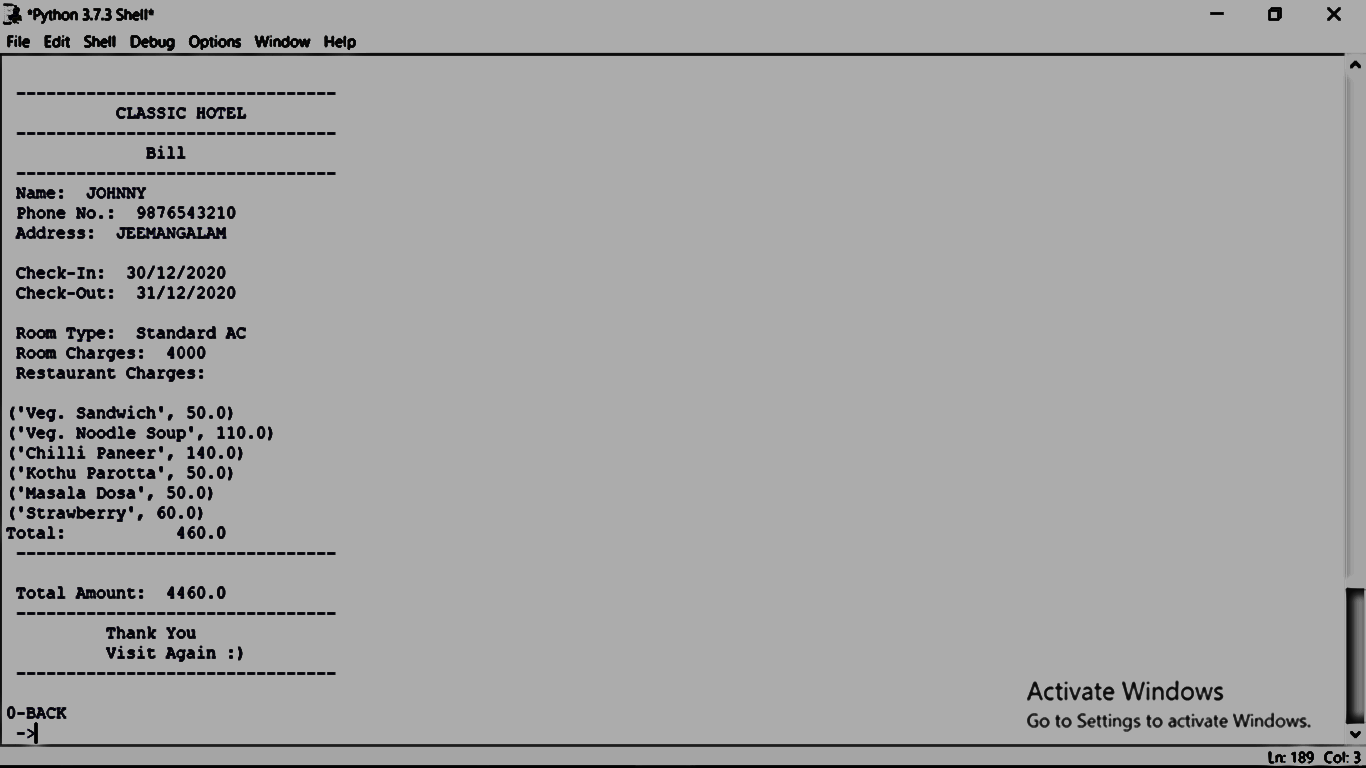 *Python 3.7.3 Shell*
File Edit Shell Debug Options Window Help
--------------------------------
CLASSIC HOTEL
--------------------------------
Bill
--------------------------------
Name: JOHNNY
Phone No.: 9876543210
Address: JEEMANGALAM
Check-In: 30/12/2020
Check-Out: 31/12/2020
Room Type: Standard AC
Room Charges: 4000
Restaurant Charges:
('Veg. Sandwich', 50.0)
('Veg. Noodle Soup', 110.0)
('Chilli Paneer', 140.0)
('Kothu Parotta', 50.0)
('Masala Dosa', 50.0)
('Strawberry', 60.0)
Total: 460.0
--------------------------------
Total Amount: 4460.0
--------------------------------
Thank You
Visit Again :)
--------------------------------
0-BACK
->
Activate Windows
Go to Settings to activate Windows.
Ln: 189 Col: 3